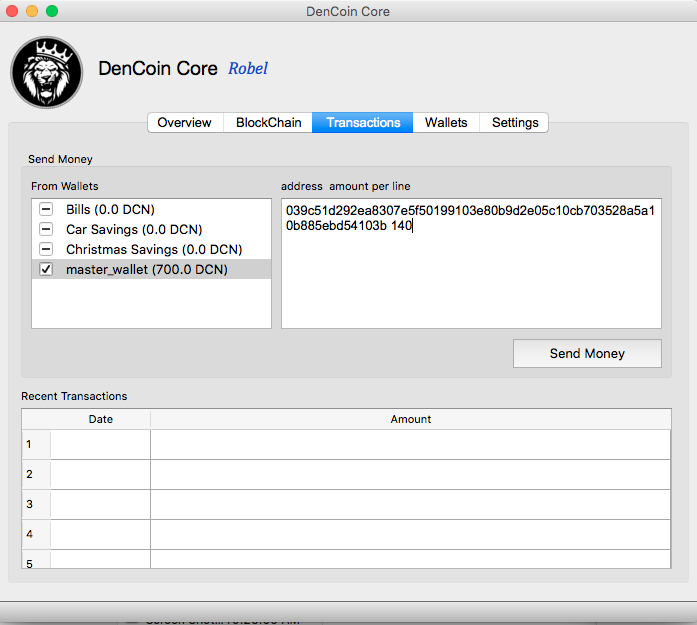 DenCoin Core
DenCoin Core Robel
Overview BlockChain Transactions Wallets Settings
Send Money
From Wallets
Bills (0.0 DCN)
Car Savings (0.0 DCN)
Christmas Savings (0.0 DCN)
master_wallet (700.0 DCN)
address amount per line
039c51d292ea8307e5f50199103e80b9d2e05c10cb703528a5a1
0b885ebd54103b 140
Send Money
Recent Transactions
Date Amount
1
2
3
4
5